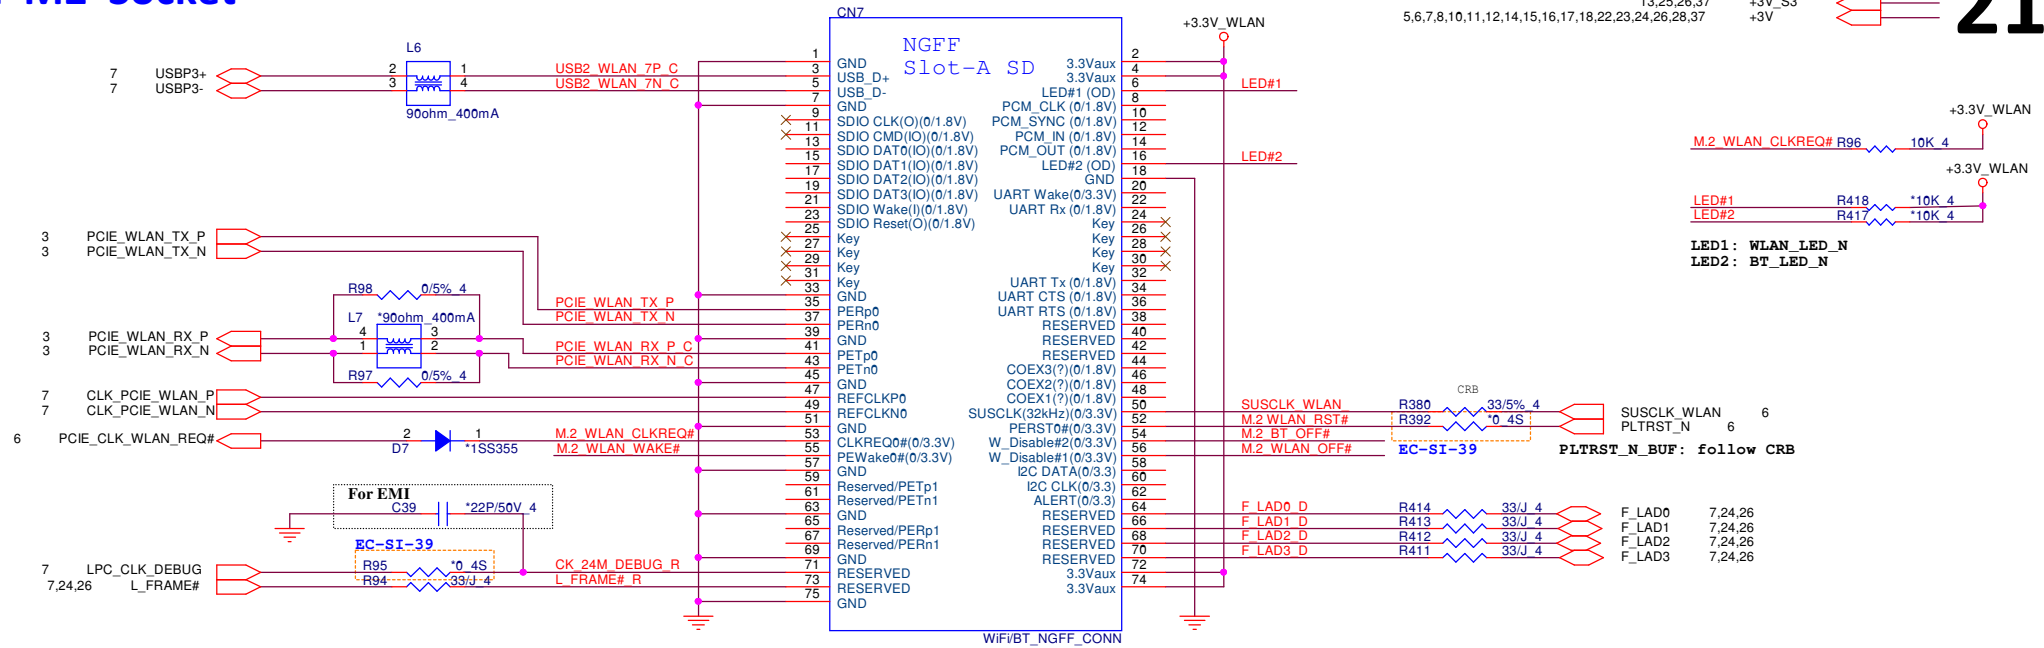 M2 Socket
21
13,25,26,37 +3V_S3
5,6,7,8,10,11,12,14,15,16,17,18,22,23,24,26,28,37 +3V
CN7
NGFF
Slot-A SD
WiFi/BT_NGFF_CONN
1 GND
3 USB_D+
5 USB_D-
7 GND
9 SDIO CLK(O)(0/1.8V)
11 SDIO CMD(IO)(0/1.8V)
13 SDIO DAT0(IO)(0/1.8V)
15 SDIO DAT1(IO)(0/1.8V)
17 SDIO DAT2(IO)(0/1.8V)
19 SDIO DAT3(IO)(0/1.8V)
21 SDIO Wake(I)(0/1.8V)
23 SDIO Reset(O)(0/1.8V)
25 Key
27 Key
29 Key
31 Key
33 GND
35 PERp0
37 PERn0
39 GND
41 PETp0
43 PETn0
45 GND
47 REFCLKP0
49 REFCLKN0
51 GND
53 CLKREQ0#(0/3.3V)
55 PEWake0#(0/3.3V)
57 GND
59 Reserved/PETp1
61 Reserved/PETn1
63 GND
65 Reserved/PERp1
67 Reserved/PERn1
69 GND
71 RESERVED
73 RESERVED
75 GND
3.3Vaux 2
3.3Vaux 4
LED#1 (OD) 6
PCM_CLK (0/1.8V) 8
PCM_SYNC (0/1.8V) 10
PCM_IN (0/1.8V) 12
PCM_OUT (0/1.8V) 14
LED#2 (OD) 16
GND 18
UART Wake(0/3.3V) 20
UART Rx (0/1.8V) 22
Key 24
Key 26
Key 28
Key 30
UART Tx (0/1.8V) 32
UART CTS (0/1.8V) 34
UART RTS (0/1.8V) 36
RESERVED 38
RESERVED 40
RESERVED 42
COEX3(?)(0/1.8V) 44
COEX2(?)(0/1.8V) 46
COEX1(?)(0/1.8V) 48
SUSCLK(32kHz)(0/3.3V) 50
PERST0#(0/3.3V) 52
W_Disable#2(0/3.3V) 54
W_Disable#1(0/3.3V) 56
I2C DATA(0/3.3) 58
I2C CLK(0/3.3) 60
ALERT(0/3.3) 62
RESERVED 64
RESERVED 66
RESERVED 68
RESERVED 70
3.3Vaux 72
3.3Vaux 74
L6
7 USBP3+ 2 1 USB2_WLAN_7P_C
7 USBP3- 3 4 USB2_WLAN_7N_C
90ohm_400mA
3 PCIE_WLAN_TX_P
3 PCIE_WLAN_TX_N
R98 0/5%_4
PCIE_WLAN_TX_P
PCIE_WLAN_TX_N
L7 *90ohm_400mA
3 PCIE_WLAN_RX_P 4 3 PCIE_WLAN_RX_P_C
3 PCIE_WLAN_RX_N 1 2 PCIE_WLAN_RX_N_C
R97 0/5%_4
7 CLK_PCIE_WLAN_P
7 CLK_PCIE_WLAN_N
6 PCIE_CLK_WLAN_REQ# 2 1 M.2_WLAN_CLKREQ#
D7 *1SS355
M.2_WLAN_WAKE#
For EMI
C39 *22P/50V_4
EC-SI-39
7 LPC_CLK_DEBUG R95 *0_4S CK_24M_DEBUG_R
7,24,26 L_FRAME# R94 33/J_4 L_FRAME#_R
+3.3V_WLAN
LED#1
LED#2
+3.3V_WLAN
M.2_WLAN_CLKREQ# R96 10K_4
+3.3V_WLAN
LED#1 R418 *10K_4
LED#2 R417 *10K_4
LED1: WLAN_LED_N
LED2: BT_LED_N
CRB
SUSCLK_WLAN R380 33/5%_4 SUSCLK_WLAN 6
M.2 WLAN_RST# R392 *0_4S PLTRST_N 6
M.2_BT_OFF#
M.2_WLAN_OFF# EC-SI-39 PLTRST_N_BUF: follow CRB
F_LAD0_D R414 33/J_4 F_LAD0 7,24,26
F_LAD1_D R413 33/J_4 F_LAD1 7,24,26
F_LAD2_D R412 33/J_4 F_LAD2 7,24,26
F_LAD3_D R411 33/J_4 F_LAD3 7,24,26